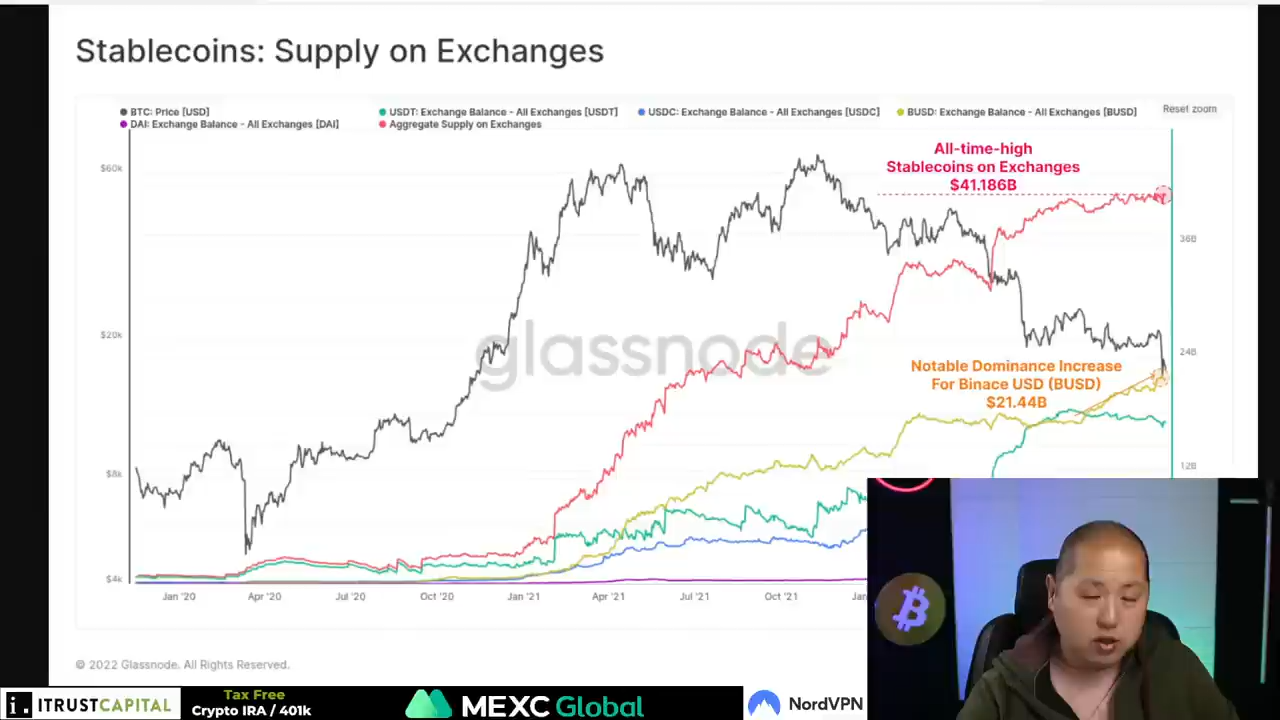 Stablecoins: Supply on Exchanges
BTC: Price [USD]
USDT: Exchange Balance - All Exchanges [USDT]
USDC: Exchange Balance - All Exchanges [USDC]
BUSD: Exchange Balance - All Exchanges [BUSD]
Reset zoom
DAI: Exchange Balance - All Exchanges [DAI]
Aggregate Supply on Exchanges
All-time-high
Stablecoins on Exchanges
$41.186B
$60k
36B
$20k
24B
glassnode
Notable Dominance Increase
For Binace USD (BUSD)
$21.44B
$8k
12B
$4k
Jan '20
Apr '20
Jul '20
Oct '20
Jan '21
Apr '21
Jul '21
Oct '21
Jan
© 2022 Glassnode. All Rights Reserved.
i. ITRUSTCAPITAL
Tax Free
Crypto IRA / 401k
MEXC Global
NordVPN